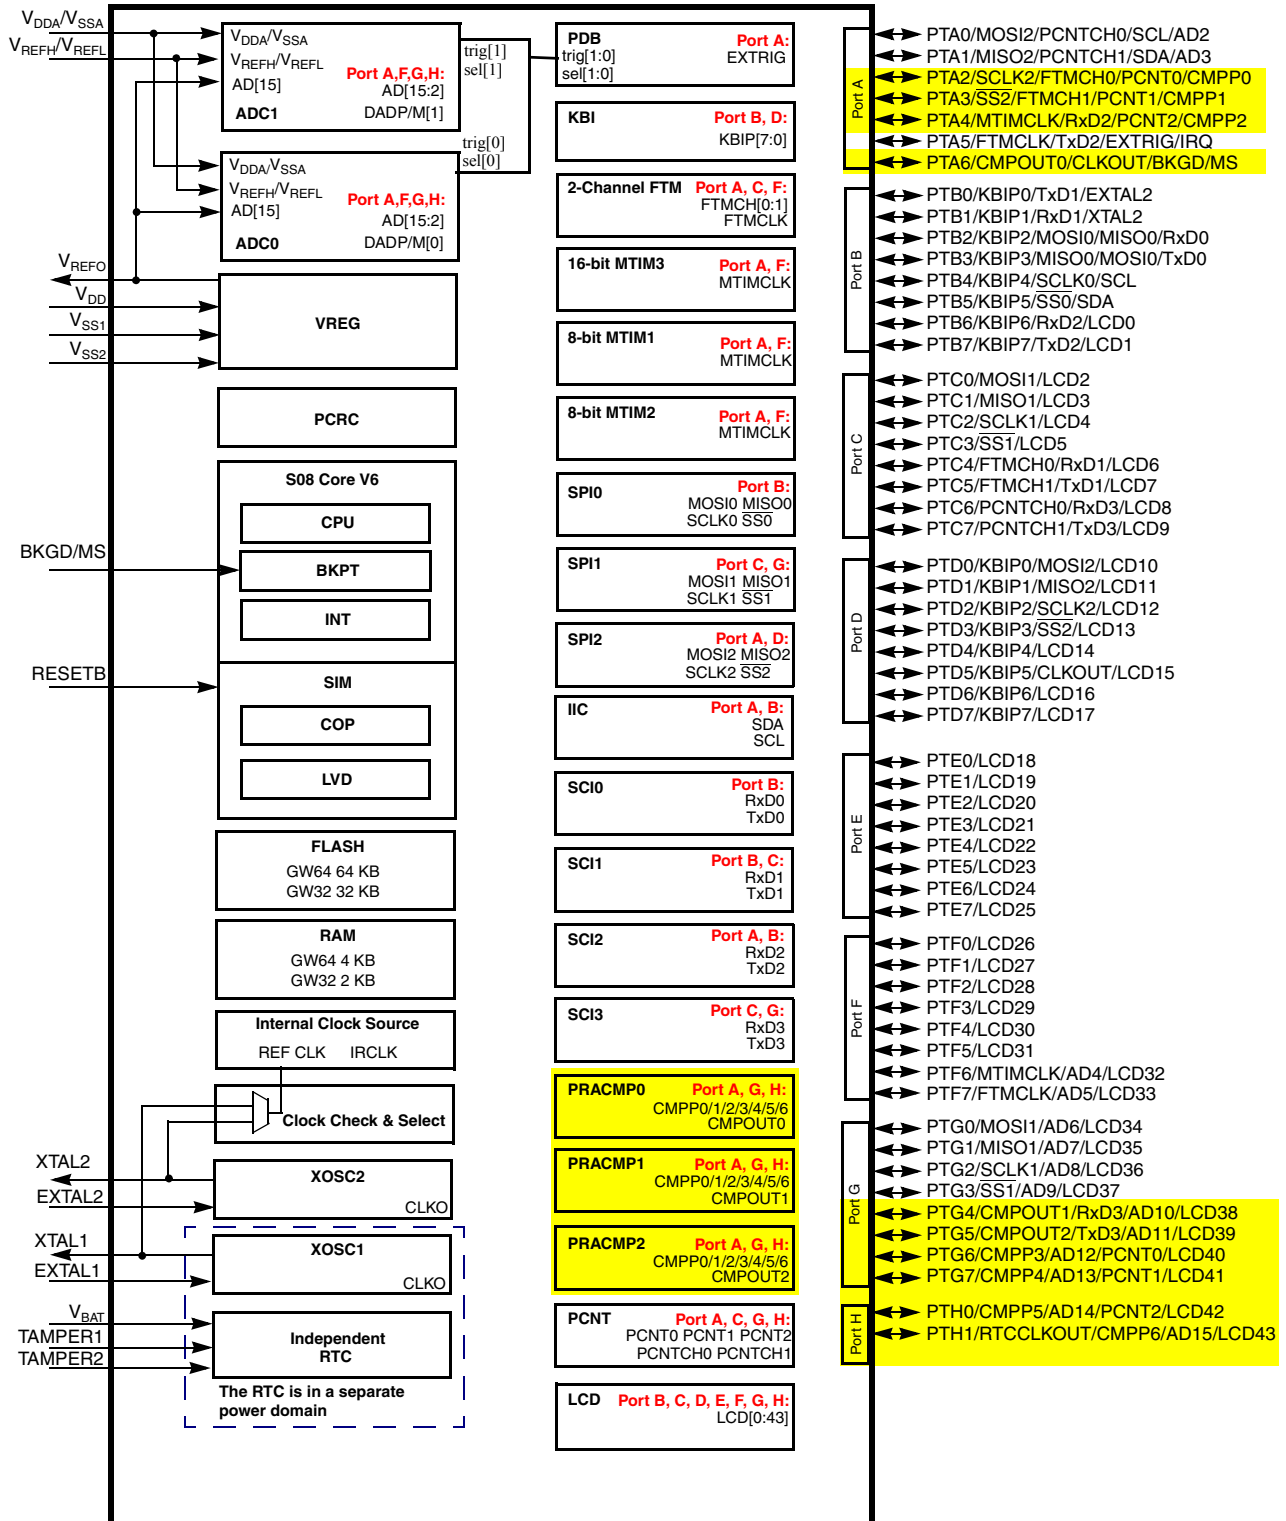 V_DDA/V_SSA
V_REFH/V_REFL
V_DDA/V_SSA
V_REFH/V_REFL
AD[15]
Port A,F,G,H:
AD[15:2]
ADC1
DADP/M[1]
trig[1]
sel[1]
V_DDA/V_SSA
V_REFH/V_REFL
AD[15]
Port A,F,G,H:
AD[15:2]
ADC0
DADP/M[0]
trig[0]
sel[0]
V_REFO
V_DD
V_SS1
V_SS2
VREG
PCRC
S08 Core V6
CPU
BKGD/MS
BKPT
INT
RESETB
SIM
COP
LVD
FLASH
GW64 64 KB
GW32 32 KB
RAM
GW64 4 KB
GW32 2 KB
Internal Clock Source
REF CLK IRCLK
Clock Check & Select
XTAL2
EXTAL2
XOSC2
CLKO
XTAL1
EXTAL1
XOSC1
CLKO
V_BAT
TAMPER1
TAMPER2
Independent
RTC
The RTC is in a separate
power domain
PDB Port A:
trig[1:0] EXTRIG
sel[1:0]
KBI Port B, D:
KBIP[7:0]
2-Channel FTM Port A, C, F:
FTMCH[0:1]
FTMCLK
16-bit MTIM3 Port A, F:
MTIMCLK
8-bit MTIM1 Port A, F:
MTIMCLK
8-bit MTIM2 Port A, F:
MTIMCLK
SPI0 Port B:
MOSI0 MISO0
SCLK0 SS0
SPI1 Port C, G:
MOSI1 MISO1
SCLK1 SS1
SPI2 Port A, D:
MOSI2 MISO2
SCLK2 SS2
IIC Port A, B:
SDA
SCL
SCI0 Port B:
RxD0
TxD0
SCI1 Port B, C:
RxD1
TxD1
SCI2 Port A, B:
RxD2
TxD2
SCI3 Port C, G:
RxD3
TxD3
PRACMP0 Port A, G, H:
CMPP0/1/2/3/4/5/6
CMPOUT0
PRACMP1 Port A, G, H:
CMPP0/1/2/3/4/5/6
CMPOUT1
PRACMP2 Port A, G, H:
CMPP0/1/2/3/4/5/6
CMPOUT2
PCNT Port A, C, G, H:
PCNT0 PCNT1 PCNT2
PCNTCH0 PCNTCH1
LCD Port B, C, D, E, F, G, H:
LCD[0:43]
Port A
PTA0/MOSI2/PCNTCH0/SCL/AD2
PTA1/MISO2/PCNTCH1/SDA/AD3
PTA2/SCLK2/FTMCH0/PCNT0/CMPP0
PTA3/SS2/FTMCH1/PCNT1/CMPP1
PTA4/MTIMCLK/RxD2/PCNT2/CMPP2
PTA5/FTMCLK/TxD2/EXTRIG/IRQ
PTA6/CMPOUT0/CLKOUT/BKGD/MS
Port B
PTB0/KBIP0/TxD1/EXTAL2
PTB1/KBIP1/RxD1/XTAL2
PTB2/KBIP2/MOSI0/MISO0/RxD0
PTB3/KBIP3/MISO0/MOSI0/TxD0
PTB4/KBIP4/SCLK0/SCL
PTB5/KBIP5/SS0/SDA
PTB6/KBIP6/RxD2/LCD0
PTB7/KBIP7/TxD2/LCD1
Port C
PTC0/MOSI1/LCD2
PTC1/MISO1/LCD3
PTC2/SCLK1/LCD4
PTC3/SS1/LCD5
PTC4/FTMCH0/RxD1/LCD6
PTC5/FTMCH1/TxD1/LCD7
PTC6/PCNTCH0/RxD3/LCD8
PTC7/PCNTCH1/TxD3/LCD9
Port D
PTD0/KBIP0/MOSI2/LCD10
PTD1/KBIP1/MISO2/LCD11
PTD2/KBIP2/SCLK2/LCD12
PTD3/KBIP3/SS2/LCD13
PTD4/KBIP4/LCD14
PTD5/KBIP5/CLKOUT/LCD15
PTD6/KBIP6/LCD16
PTD7/KBIP7/LCD17
Port E
PTE0/LCD18
PTE1/LCD19
PTE2/LCD20
PTE3/LCD21
PTE4/LCD22
PTE5/LCD23
PTE6/LCD24
PTE7/LCD25
Port F
PTF0/LCD26
PTF1/LCD27
PTF2/LCD28
PTF3/LCD29
PTF4/LCD30
PTF5/LCD31
PTF6/MTIMCLK/AD4/LCD32
PTF7/FTMCLK/AD5/LCD33
Port G
PTG0/MOSI1/AD6/LCD34
PTG1/MISO1/AD7/LCD35
PTG2/SCLK1/AD8/LCD36
PTG3/SS1/AD9/LCD37
PTG4/CMPOUT1/RxD3/AD10/LCD38
PTG5/CMPOUT2/TxD3/AD11/LCD39
PTG6/CMPP3/AD12/PCNT0/LCD40
PTG7/CMPP4/AD13/PCNT1/LCD41
Port H
PTH0/CMPP5/AD14/PCNT2/LCD42
PTH1/RTCCLKOUT/CMPP6/AD15/LCD43